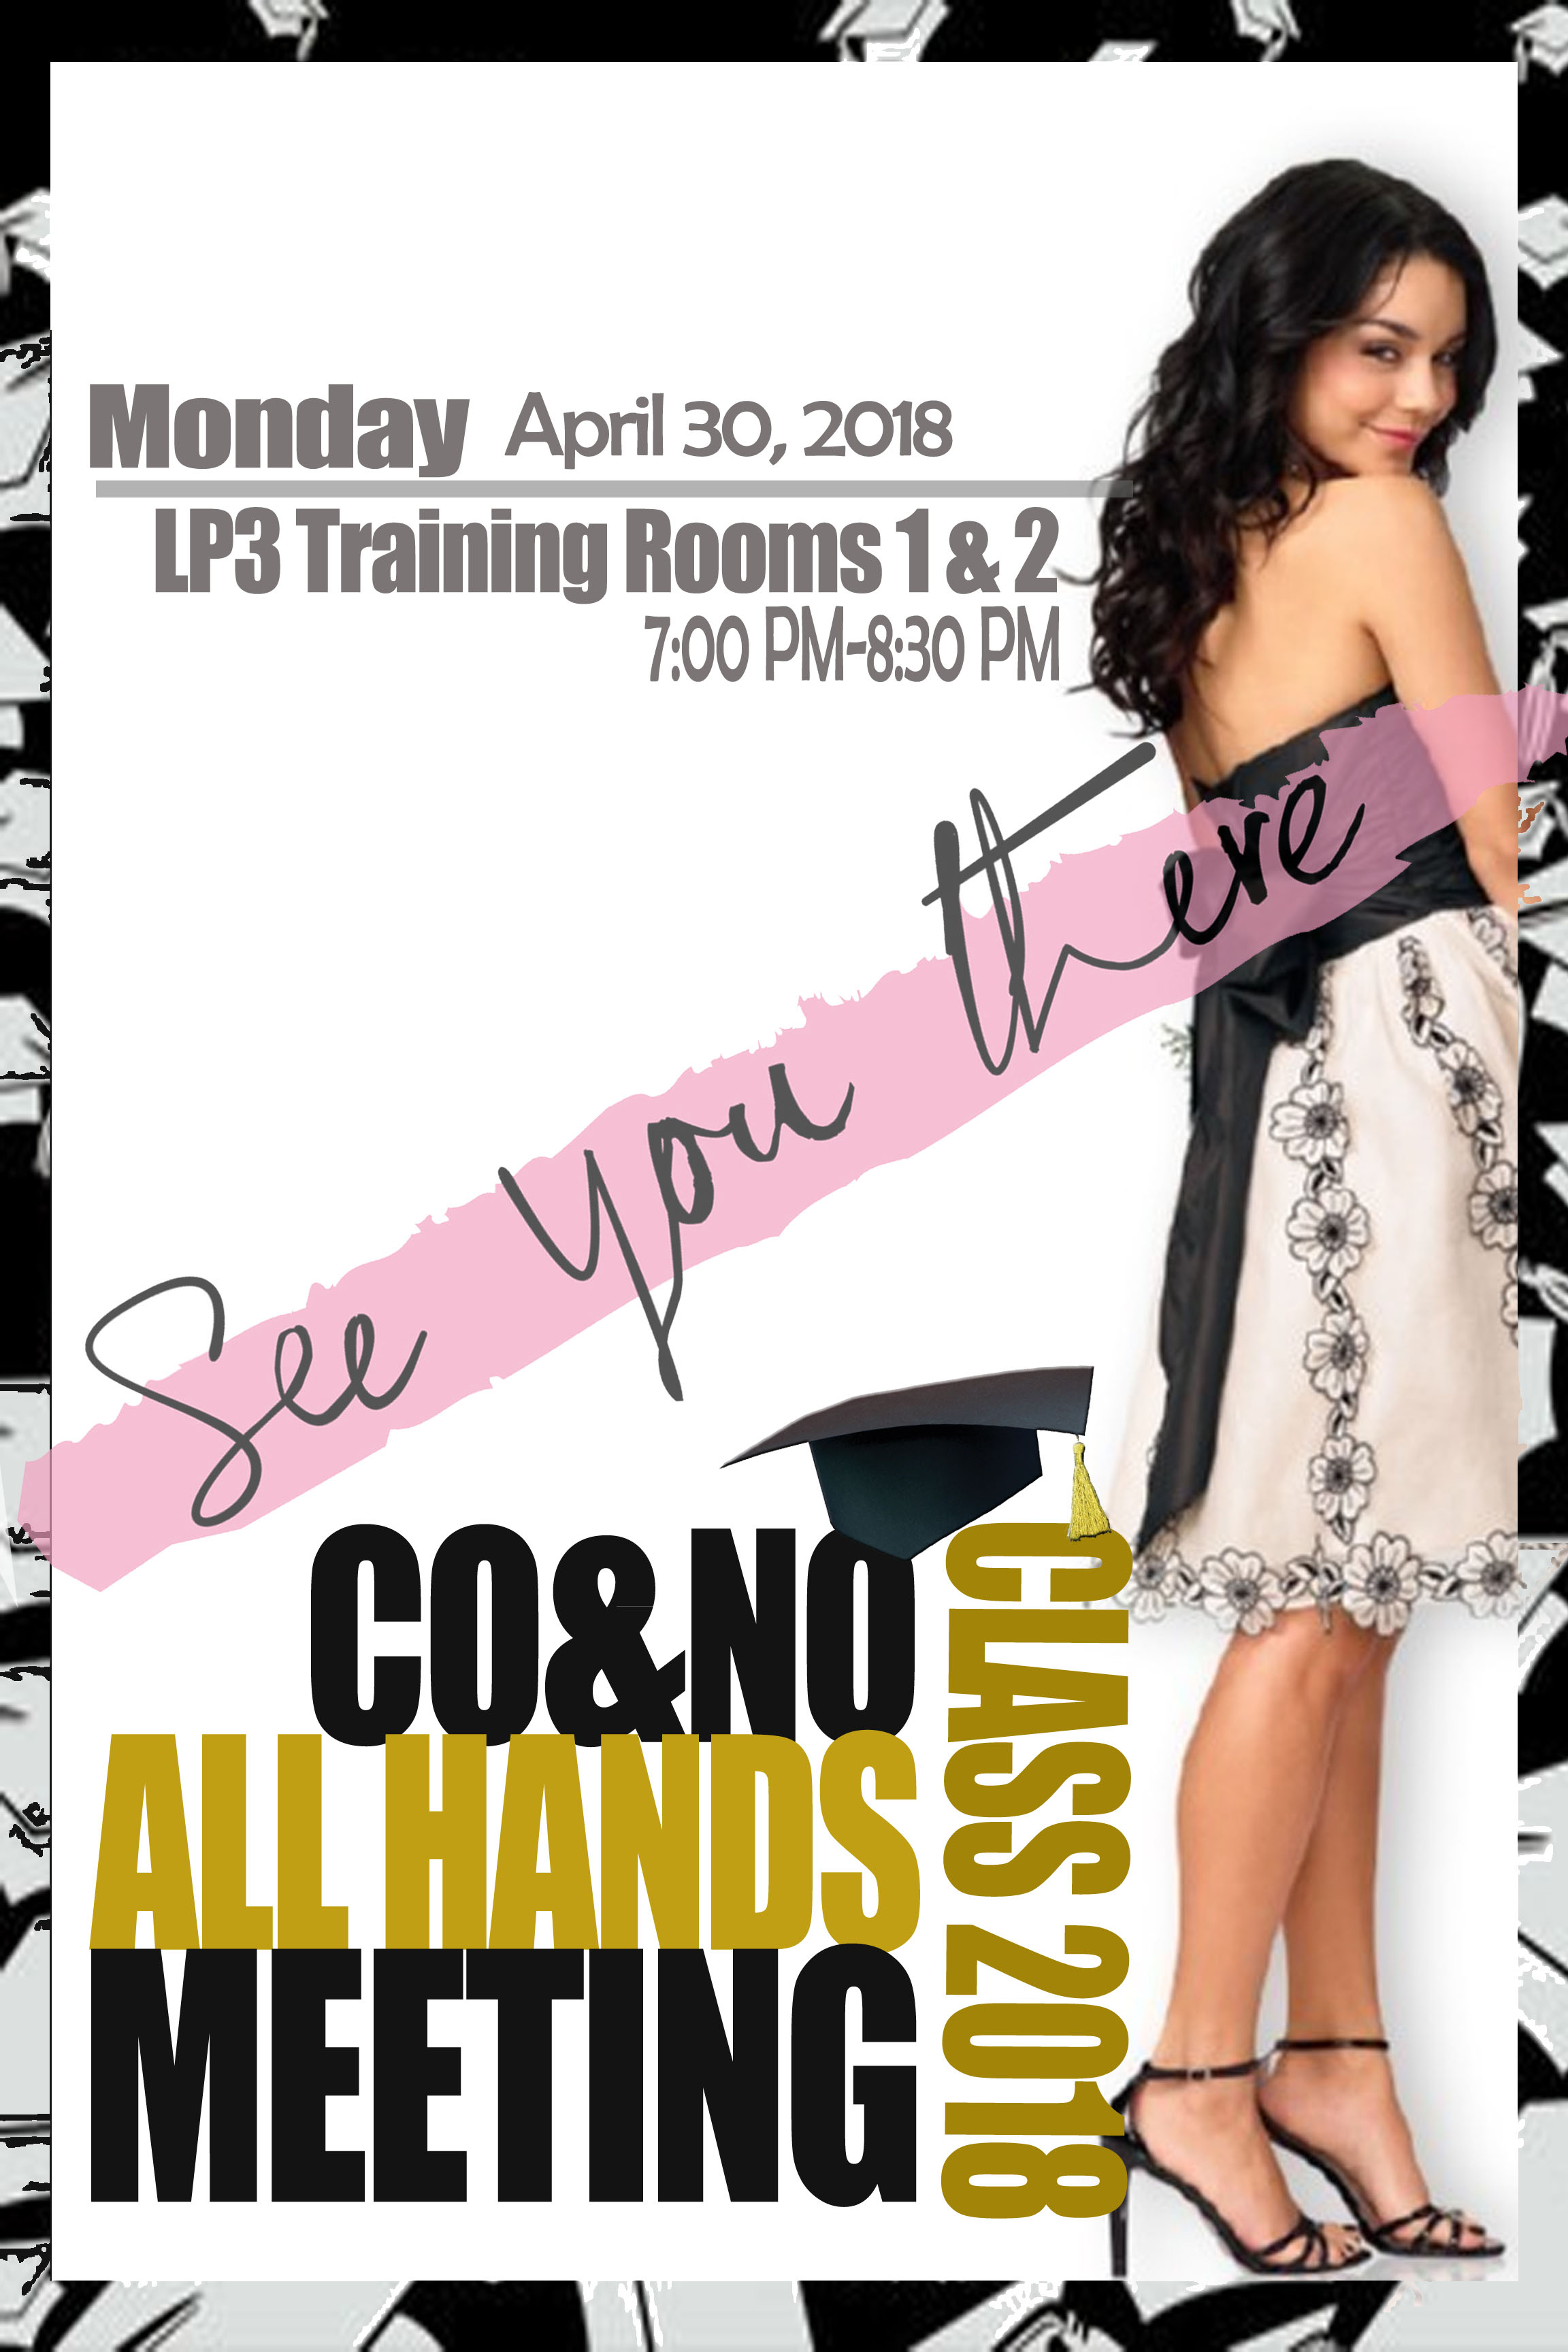 Monday April 30, 2018
LP3 Training Rooms 1 & 2
7:00 PM-8:30 PM
See you there
CO&NO
ALL HANDS
MEETING
CLASS 2018